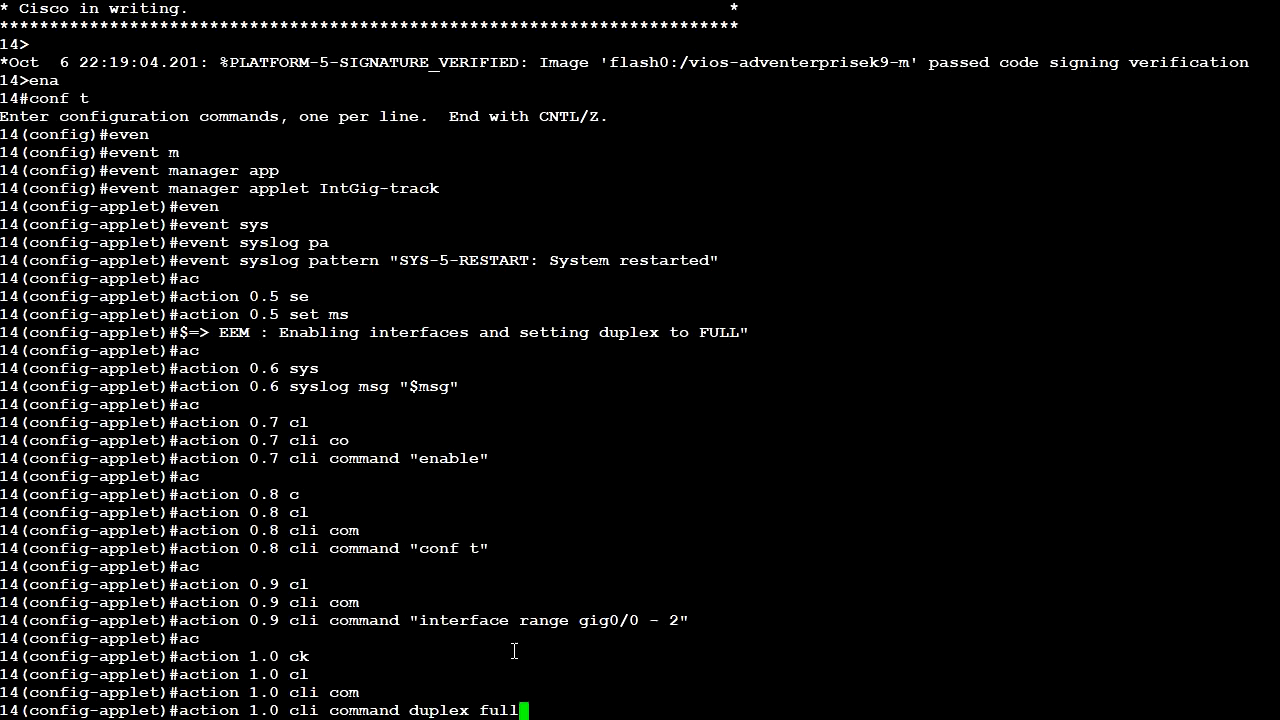 * Cisco in writing.                                                       *
**************************************************************************
14>
*Oct  6 22:19:04.201: %PLATFORM-5-SIGNATURE_VERIFIED: Image 'flash0:/vios-adventerprisek9-m' passed code signing verification
14>ena
14#conf t
Enter configuration commands, one per line.  End with CNTL/Z.
14(config)#even
14(config)#event m
14(config)#event manager app
14(config)#event manager applet IntGig-track
14(config-applet)#even
14(config-applet)#event sys
14(config-applet)#event syslog pa
14(config-applet)#event syslog pattern "SYS-5-RESTART: System restarted"
14(config-applet)#ac
14(config-applet)#action 0.5 se
14(config-applet)#action 0.5 set ms
14(config-applet)#$=> EEM : Enabling interfaces and setting duplex to FULL"
14(config-applet)#ac
14(config-applet)#action 0.6 sys
14(config-applet)#action 0.6 syslog msg "$msg"
14(config-applet)#ac
14(config-applet)#action 0.7 cl
14(config-applet)#action 0.7 cli co
14(config-applet)#action 0.7 cli command "enable"
14(config-applet)#ac
14(config-applet)#action 0.8 c
14(config-applet)#action 0.8 cl
14(config-applet)#action 0.8 cli com
14(config-applet)#action 0.8 cli command "conf t"
14(config-applet)#ac
14(config-applet)#action 0.9 cl
14(config-applet)#action 0.9 cli com
14(config-applet)#action 0.9 cli command "interface range gig0/0 - 2"
14(config-applet)#ac
14(config-applet)#action 1.0 ck
14(config-applet)#action 1.0 cl
14(config-applet)#action 1.0 cli com
14(config-applet)#action 1.0 cli command duplex full